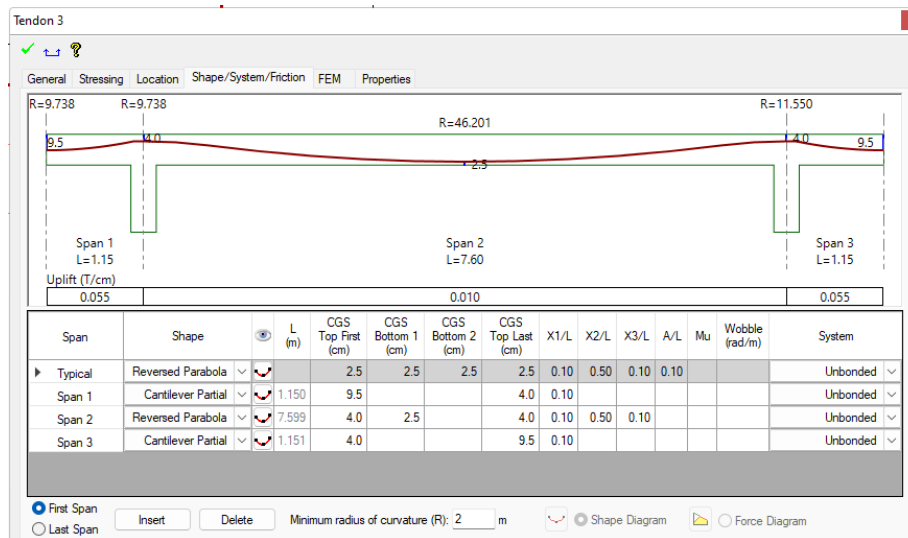 Tendon 3
General Stressing Location Shape/System/Friction FEM Properties
R=9.738 R=9.738 R=46.201 R=11.550
9.5 4.0 2.5 4.0 9.5
Span 1 Span 2 Span 3
L=1.15 L=7.60 L=1.15
Uplift (T/cm)
0.055 0.010 0.055
Span Shape L (m) CGS Top First (cm) CGS Bottom 1 (cm) CGS Bottom 2 (cm) CGS Top Last (cm) X1/L X2/L X3/L A/L Mu Wobble (rad/m) System
Typical Reversed Parabola 2.5 2.5 2.5 2.5 0.10 0.50 0.10 0.10 Unbonded
Span 1 Cantilever Partial 1.150 9.5 4.0 0.10 Unbonded
Span 2 Reversed Parabola 7.599 4.0 2.5 4.0 0.10 0.50 0.10 Unbonded
Span 3 Cantilever Partial 1.151 4.0 9.5 0.10 Unbonded
First Span
Last Span
Insert Delete Minimum radius of curvature (R): 2 m Shape Diagram Force Diagram